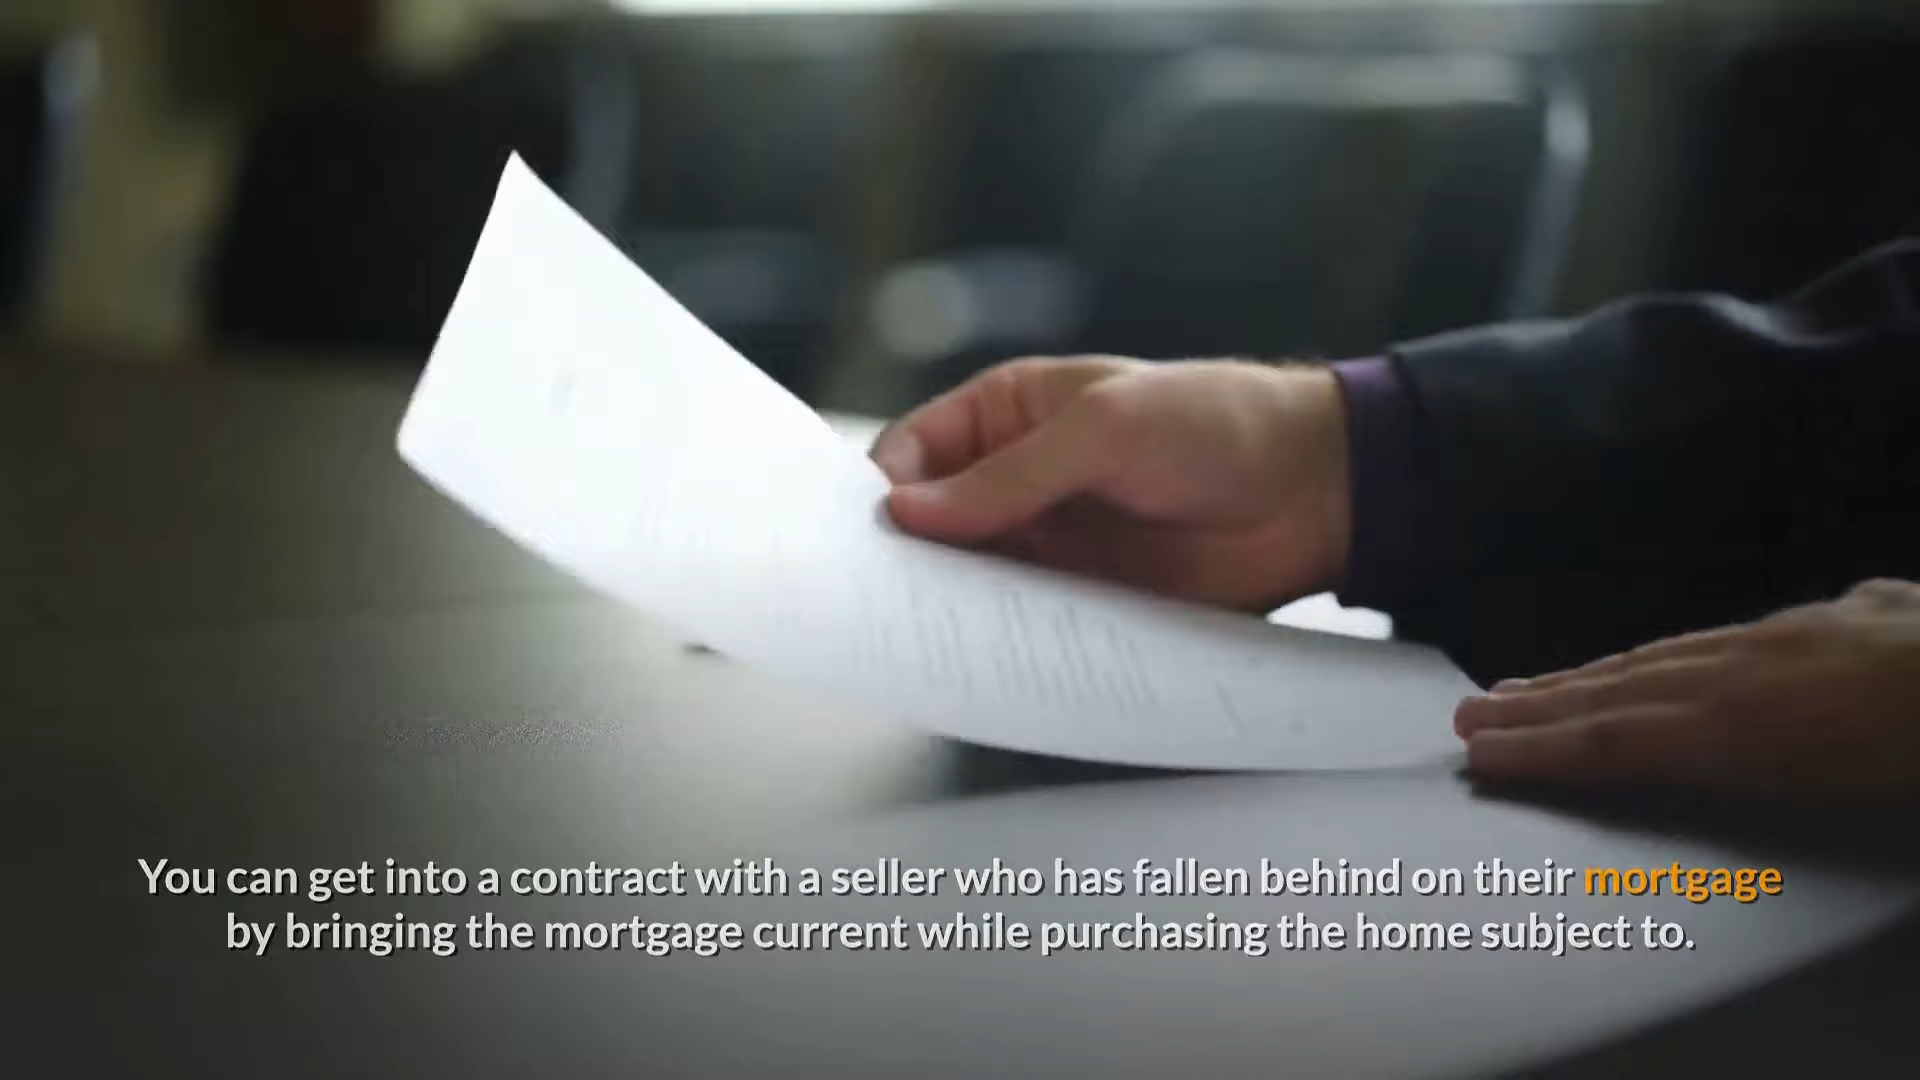 You can get into a contract with a seller who has fallen behind on their mortgage
by bringing the mortgage current while purchasing the home subject to.